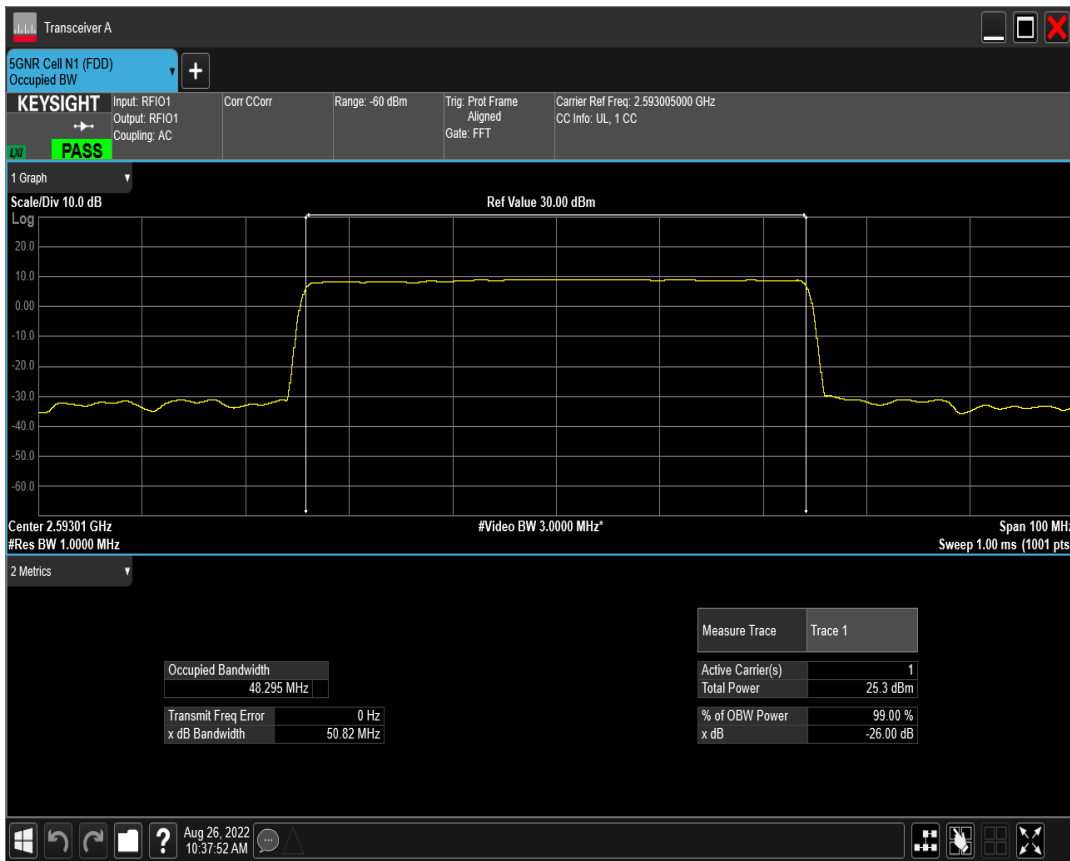 Transceiver A
5GNR Cell N1 (FDD)
Occupied BW
+
KEYSIGHT
LXI
PASS
Input: RFIO1
Output: RFIO1
Coupling: AC
Corr CCorr
Range: -60 dBm
Trig: Prot Frame
Aligned
Gate: FFT
Carrier Ref Freq: 2.593005000 GHz
CC Info: UL, 1 CC
1 Graph
Scale/Div 10.0 dB
Ref Value 30.00 dBm
Log
20.0
10.0
0.00
-10.0
-20.0
-30.0
-40.0
-50.0
-60.0
Center 2.59301 GHz
#Video BW 3.0000 MHz*
Span 100 MHz
#Res BW 1.0000 MHz
Sweep 1.00 ms (1001 pts
2 Metrics
Measure Trace Trace 1
Occupied Bandwidth
48.295 MHz
Active Carrier(s) 1
Total Power 25.3 dBm
Transmit Freq Error 0 Hz
x dB Bandwidth 50.82 MHz
% of OBW Power 99.00 %
x dB -26.00 dB
?
Aug 26, 2022
10:37:52 AM